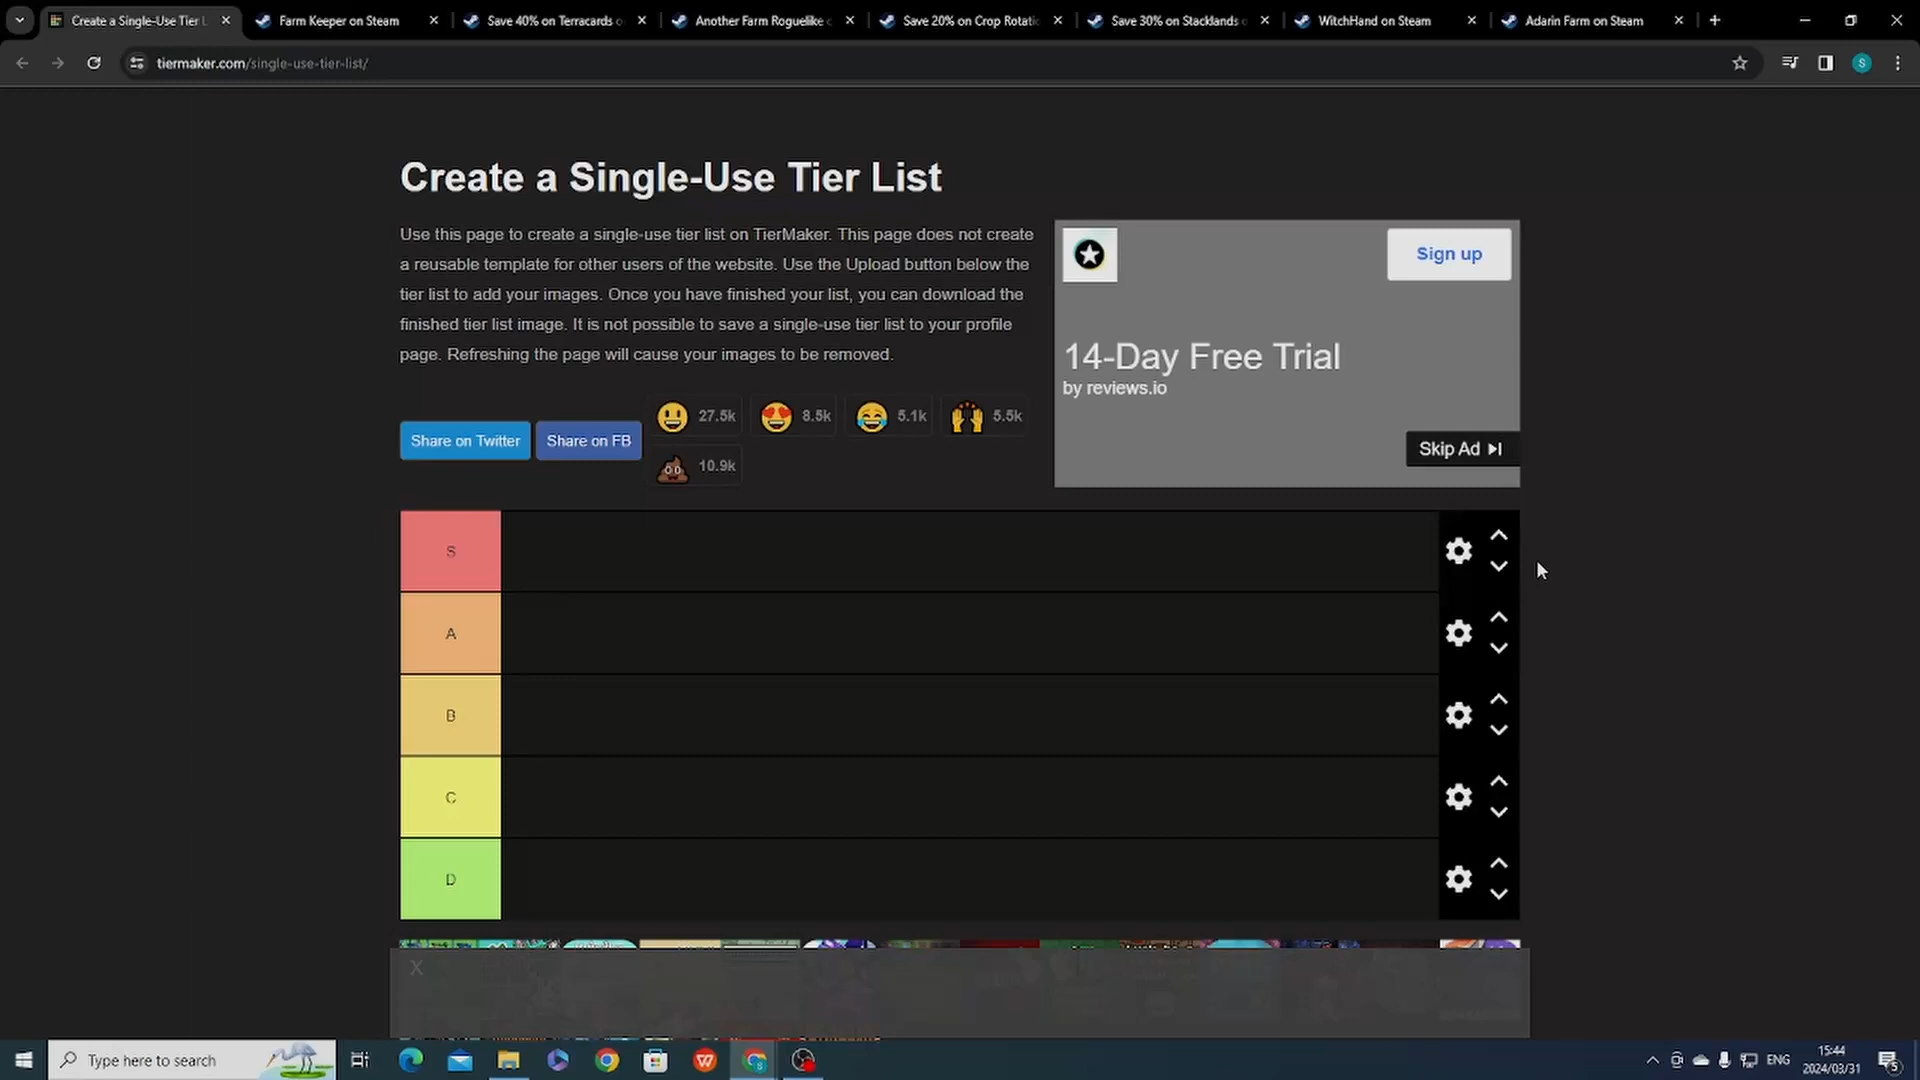 Create a Single-Use Tier L
Farm Keeper on Steam
Save 40% on Terracards o
Another Farm Roguelike
Save 20% on Crop Rotati
Save 30% on Stacklands o
WitchHand on Steam
Adarin Farm on Steam
tiermaker.com/single-use-tier-list/
S
Create a Single-Use Tier List
Use this page to create a single-use tier list on TierMaker. This page does not create
a reusable template for other users of the website. Use the Upload button below the
tier list to add your images. Once you have finished your list, you can download the
finished tier list image. It is not possible to save a single-use tier list to your profile
page. Refreshing the page will cause your images to be removed.
Sign up
14-Day Free Trial
by reviews.io
Skip Ad
Share on Twitter
Share on FB
27.5k
8.5k
5.1k
5.5k
10.9k
S
A
B
C
D
X
Type here to search
ENG
15:44
2024/03/31
5